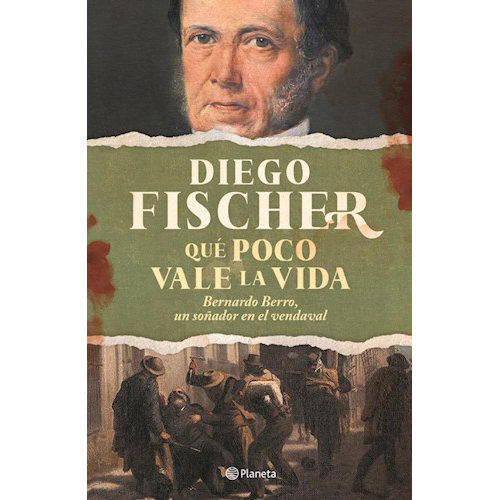 DIEGO
FISCHER
QUÉ POCO
VALE LA VIDA
Bernardo Berro,
un soñador en el vendaval
Planeta